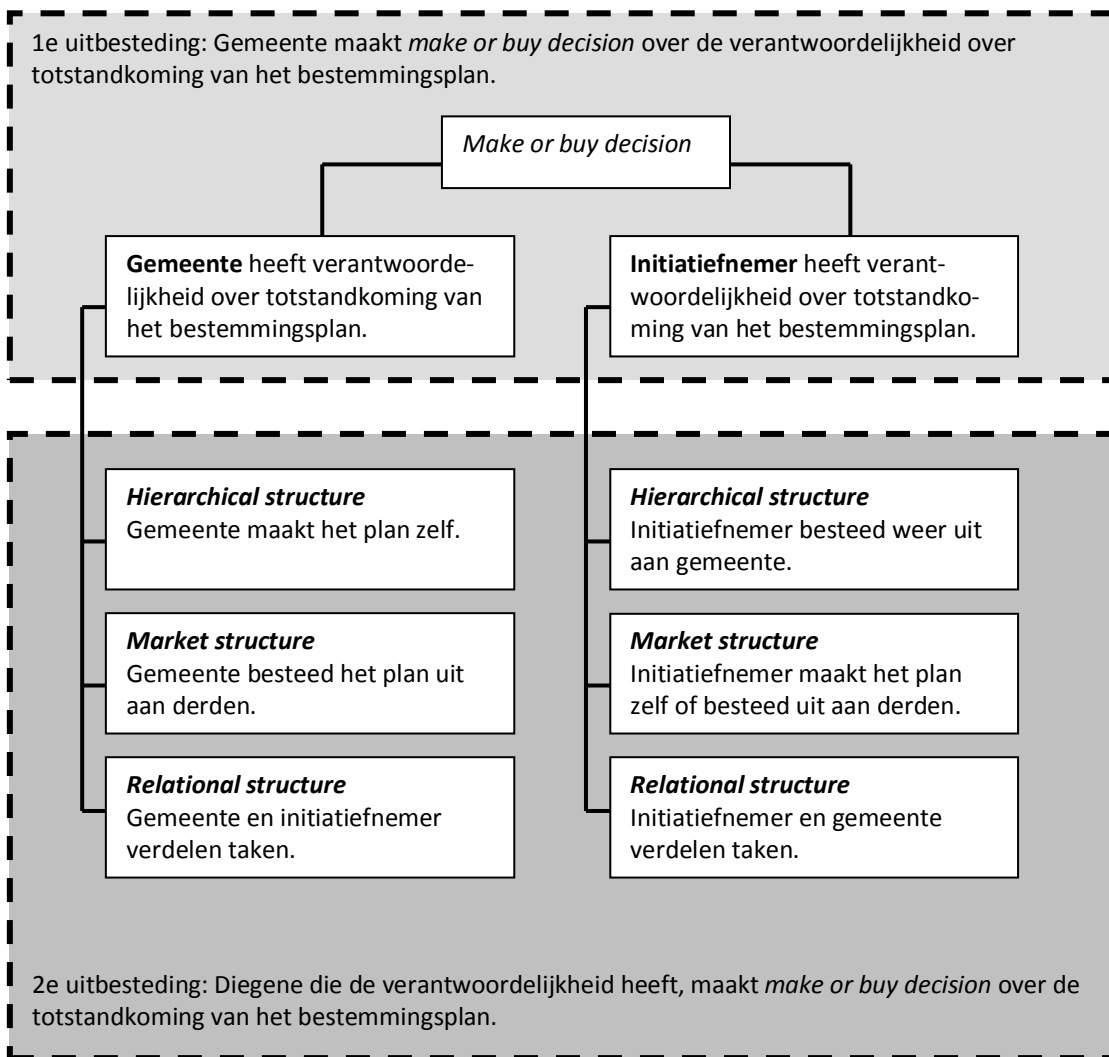 1e uitbesteding: Gemeente maakt make or buy decision over de verantwoordelijkheid over
totstandkoming van het bestemmingsplan.
Make or buy decision
Gemeente heeft verantwoorde-
lijkheid over totstandkoming van
het bestemmingsplan.
Initiatiefnemer heeft verant-
woordelijkheid over totstandko-
ming van het bestemmingsplan.
Hierarchical structure
Gemeente maakt het plan zelf.
Hierarchical structure
Initiatiefnemer besteed weer uit
aan gemeente.
Market structure
Gemeente besteed het plan uit
aan derden.
Market structure
Initiatiefnemer maakt het plan
zelf of besteed uit aan derden.
Relational structure
Gemeente en initiatiefnemer
verdelen taken.
Relational structure
Initiatiefnemer en gemeente
verdelen taken.
2e uitbesteding: Diegene die de verantwoordelijkheid heeft, maakt make or buy decision over de
totstandkoming van het bestemmingsplan.